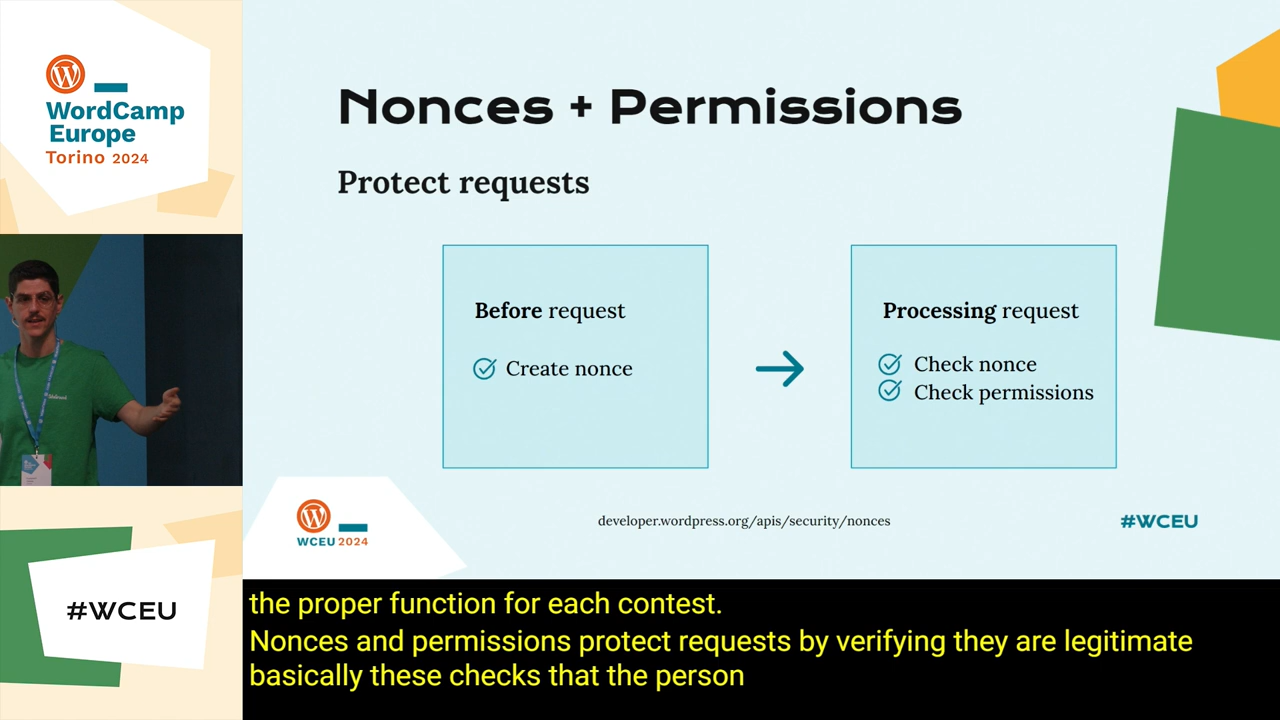 WordCamp
Europe
Torino 2024
Nonces + Permissions
Protect requests
Before request
Create nonce
Processing request
Check nonce
Check permissions
WCEU 2024
developer.wordpress.org/apis/security/nonces
#WCEU
#WCEU
the proper function for each contest.
Nonces and permissions protect requests by verifying they are legitimate
basically these checks that the person